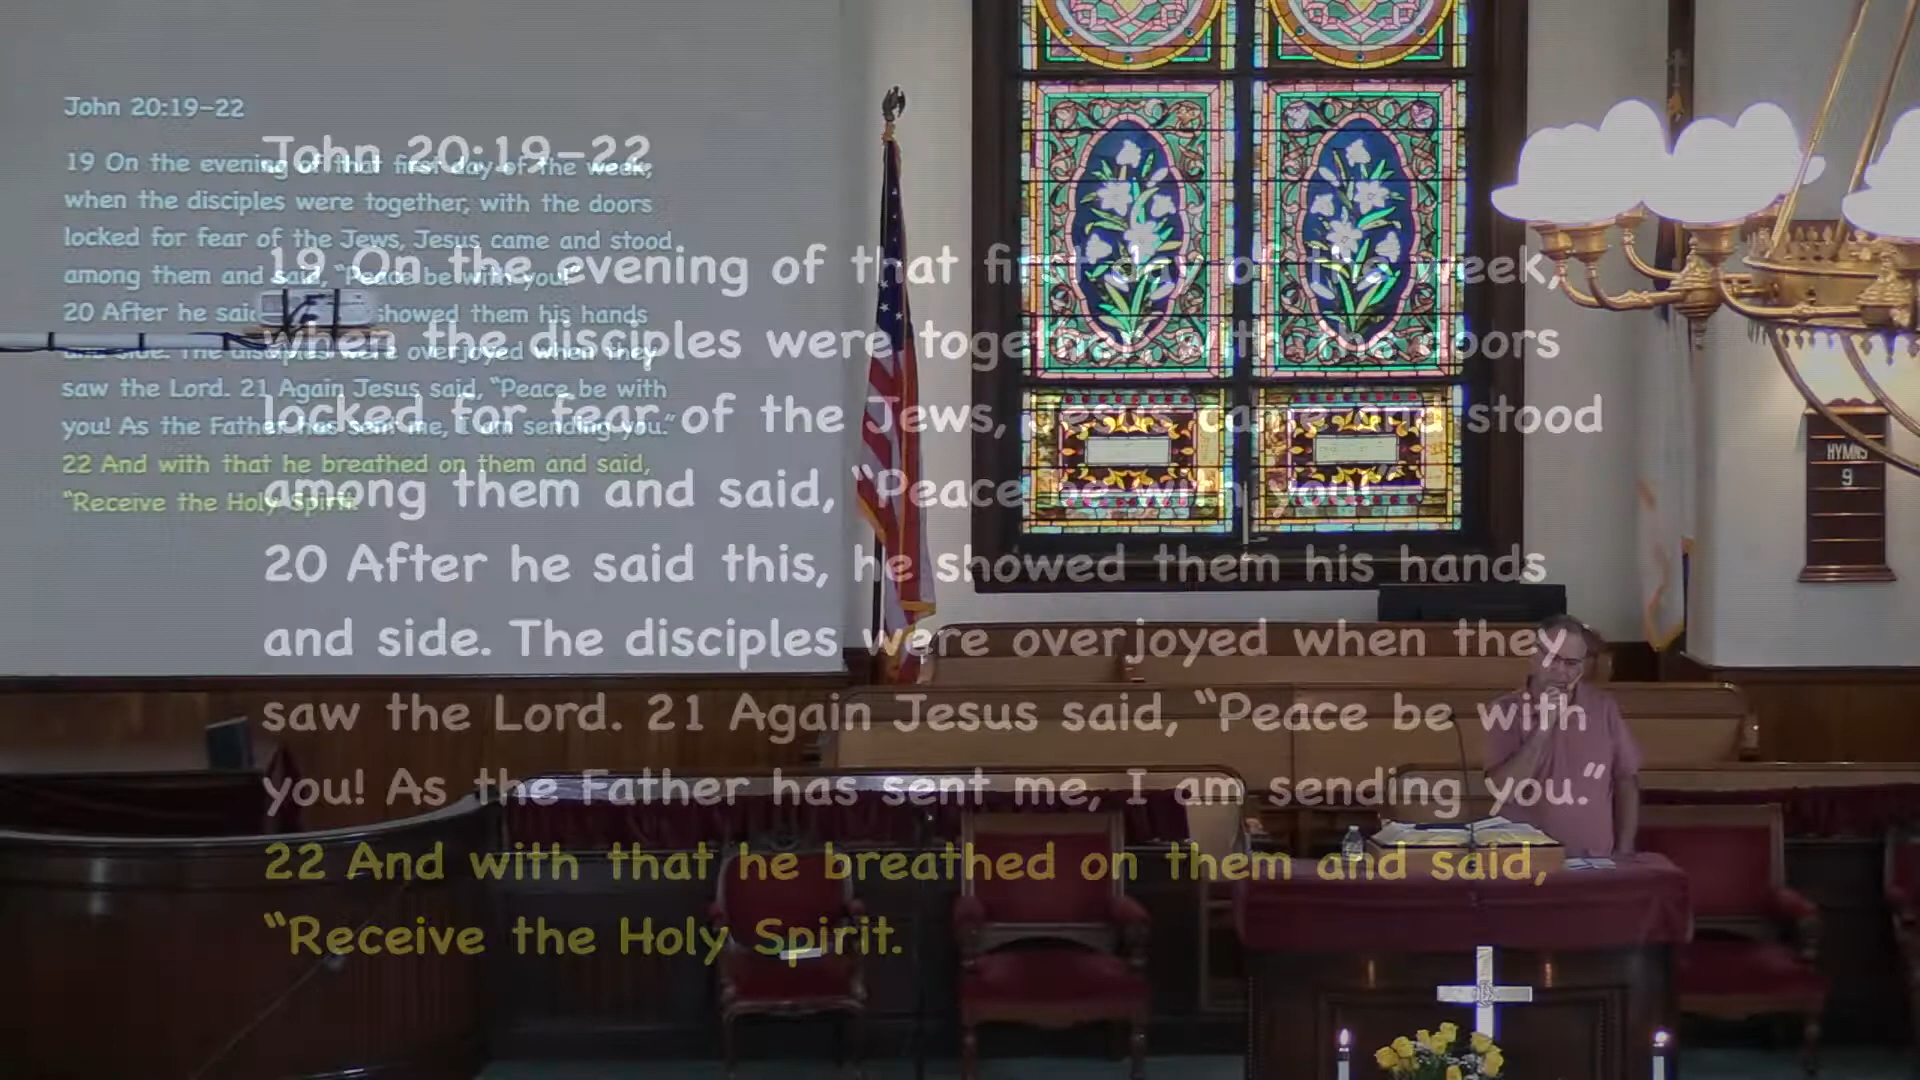 John 20:19-22
19 On the evening of that first day of the week,
when the disciples were together, with the doors
locked for fear of the Jews, Jesus came and stood
among them and said, “Peace be with you!
20 After he said this, he showed them his hands
and side. The disciples were overjoyed when they
saw the Lord. 21 Again Jesus said, “Peace be with
you! As the Father has sent me, I am sending you.”
22 And with that he breathed on them and said,
“Receive the Holy Spirit.
John 20:19-22
19 On the evening of that first day of the week,
when the disciples were together, with the doors
locked for fear of the Jews, Jesus came and stood
among them and said, “Peace be with you!
20 After he said showed them his hands
and side. The disciples were overjoyed when they
saw the Lord. 21 Again Jesus said, “Peace be with
you! As the Father has sent me, I am sending you.”
22 And with that he breathed on them and said,
“Receive the Holy Spirit.
HYMNS
9